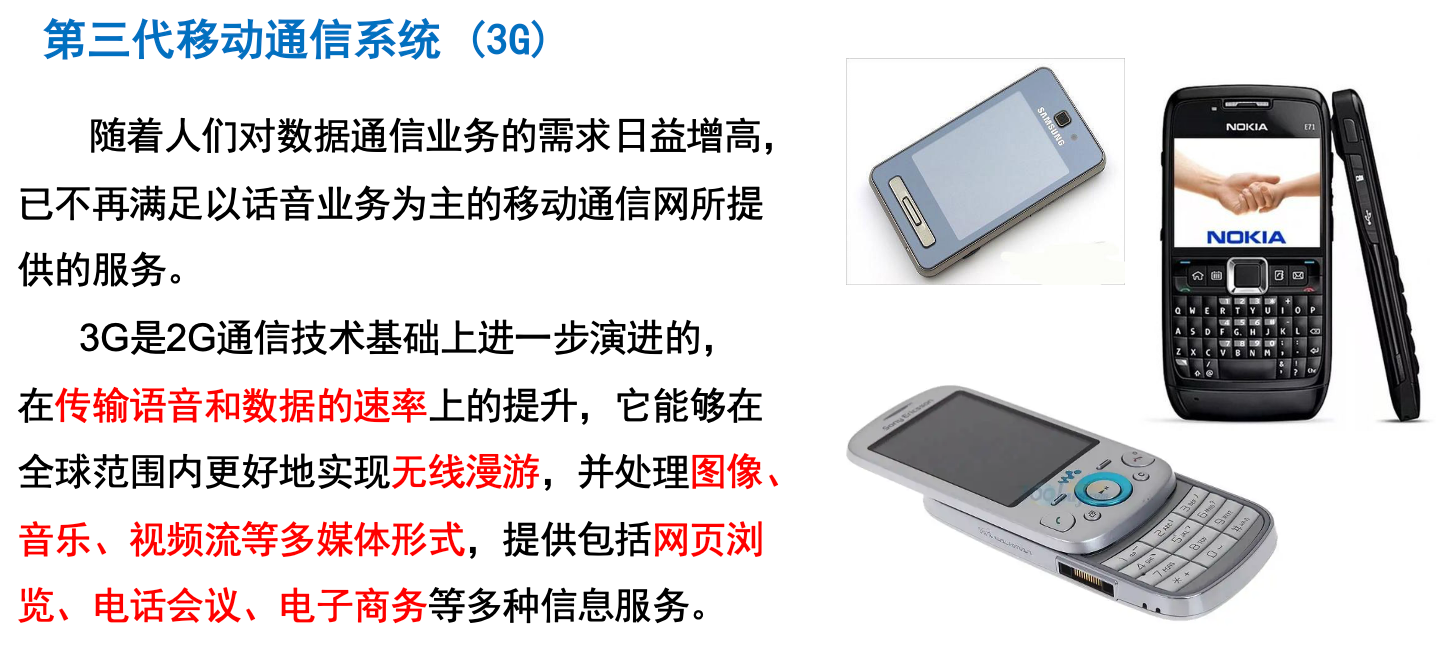 第三代移动通信系统（3G）
随着人们对数据通信业务的需求日益增高，
已不再满足以话音业务为主的移动通信网所提
供的服务。
3G是2G通信技术基础上进一步演进的，
在传输语音和数据的速率上的提升，它能够在
全球范围内更好地实现无线漫游，并处理图像、
音乐、视频流等多媒体形式，提供包括网页浏
览、电话会议、电子商务等多种信息服务。
SAMSUNG
NOKIA E71
NOKIA
Q W E R T Y U I O P
A S D F G H J K L
Z X C V B N M
Sony Ericsson